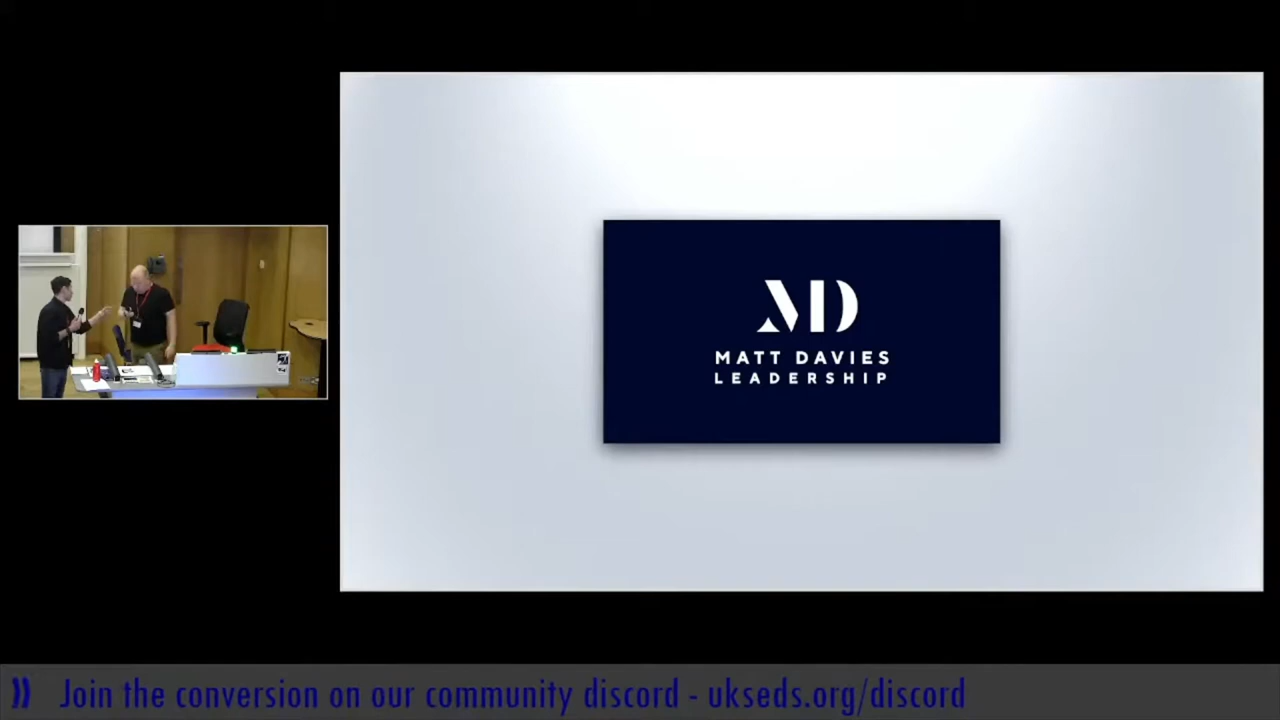 MD
MATT DAVIES
LEADERSHIP
Join the conversion on our community discord - ukseds.org/discord